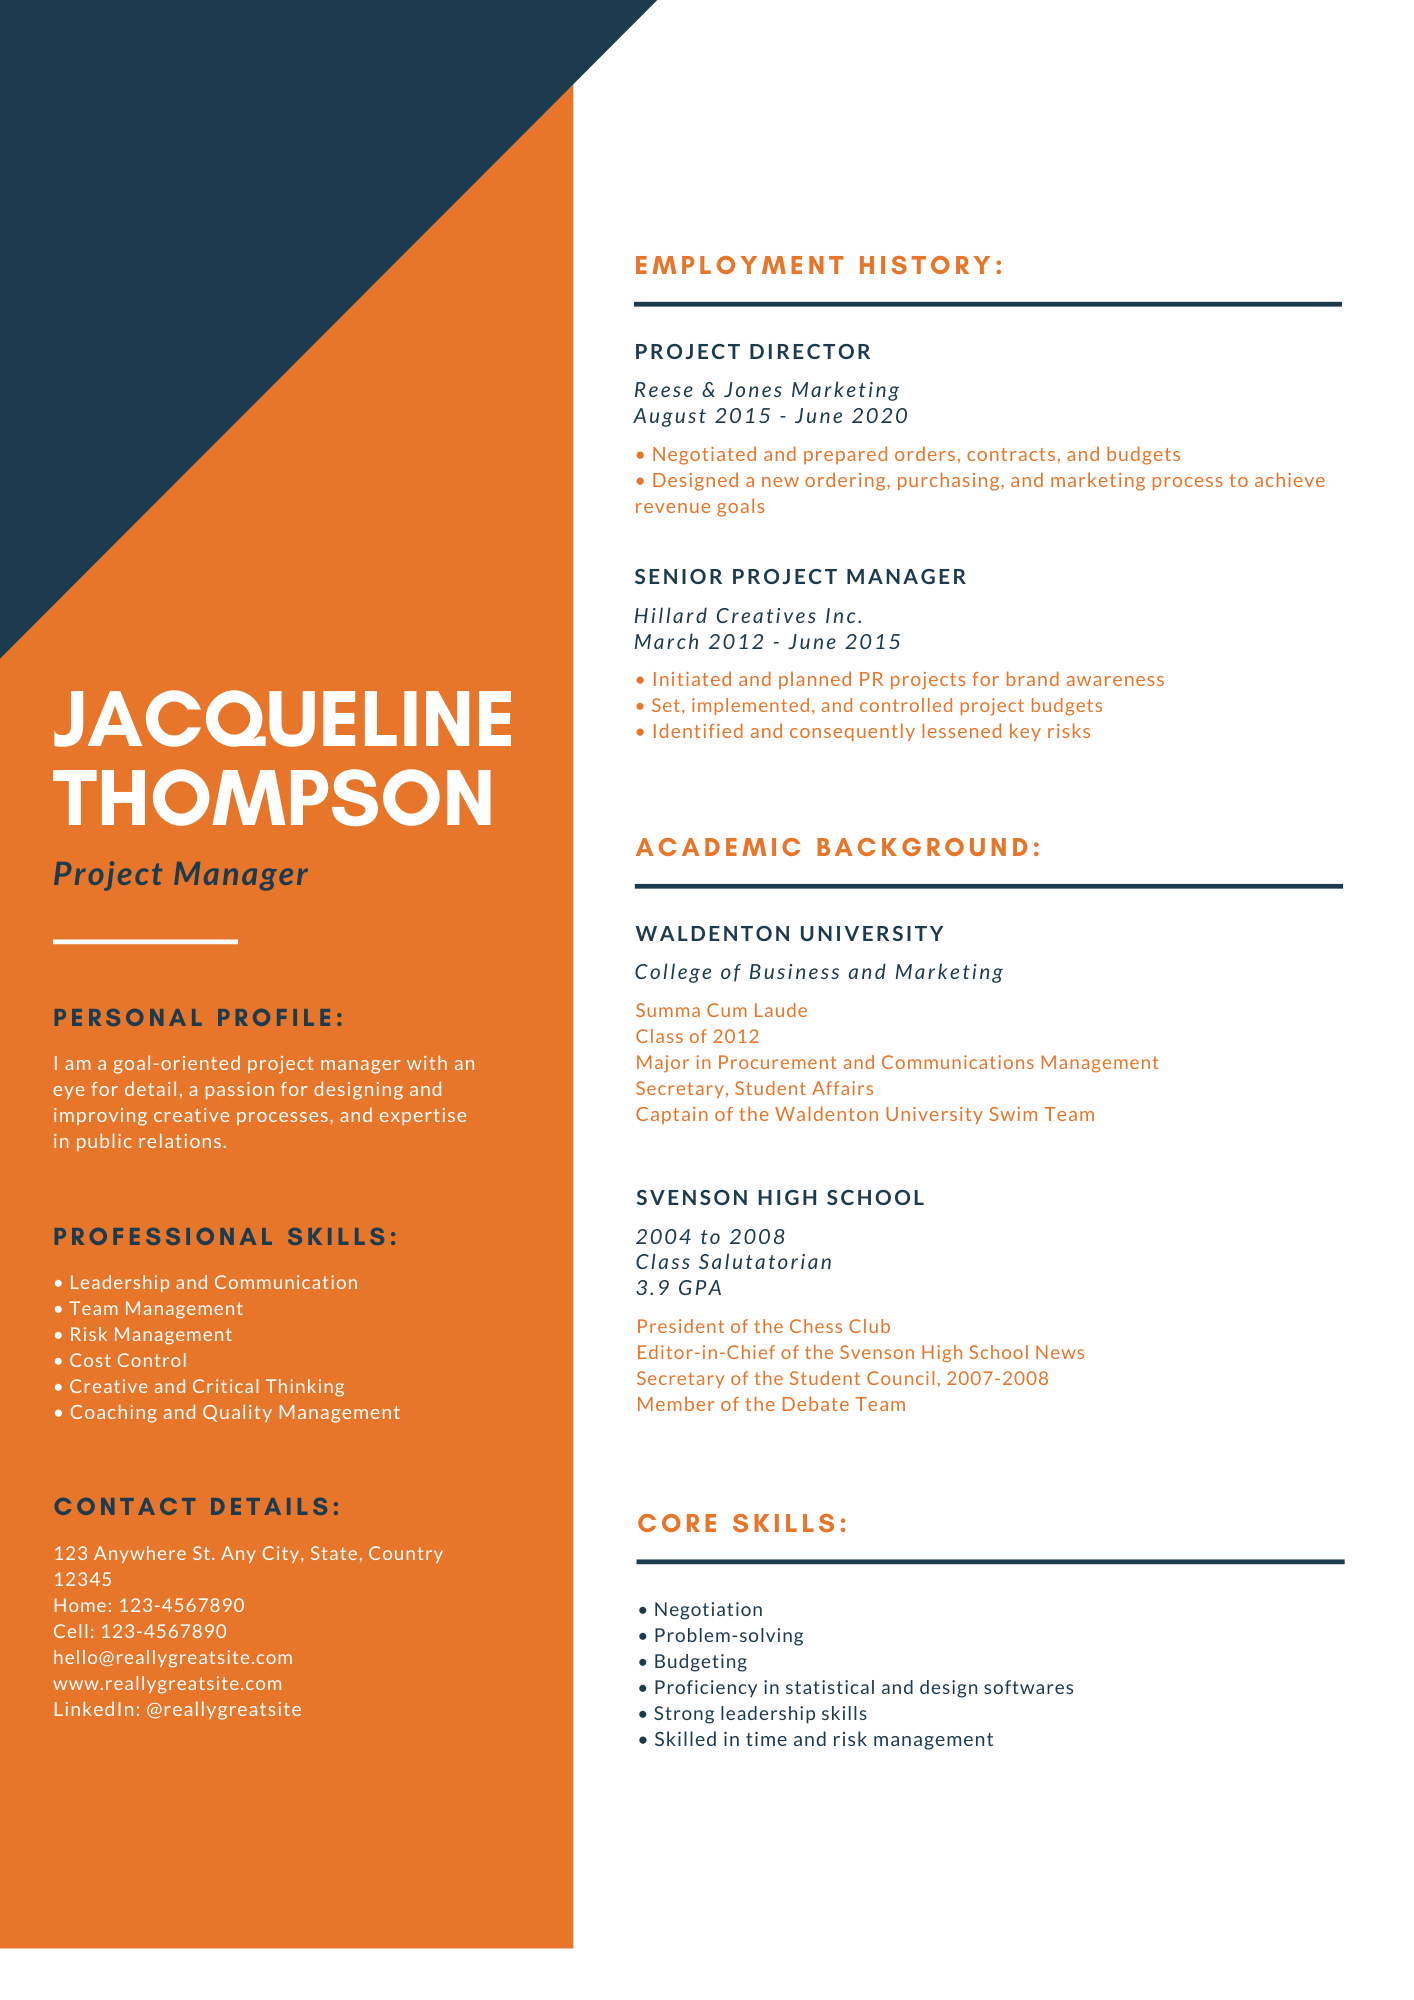 JACQUELINE
THOMPSON
Project Manager
PERSONAL PROFILE:
I am a goal-oriented project manager with an
eye for detail, a passion for designing and
improving creative processes, and expertise
in public relations.
PROFESSIONAL SKILLS:
• Leadership and Communication
• Team Management
• Risk Management
• Cost Control
• Creative and Critical Thinking
• Coaching and Quality Management
CONTACT DETAILS:
123 Anywhere St. Any City, State, Country
12345
Home: 123-4567890
Cell: 123-4567890
hello@reallygreatsite.com
www.reallygreatsite.com
LinkedIn: @reallygreatsite
EMPLOYMENT HISTORY:
PROJECT DIRECTOR
Reese & Jones Marketing
August 2015 - June 2020
• Negotiated and prepared orders, contracts, and budgets
• Designed a new ordering, purchasing, and marketing process to achieve
revenue goals
SENIOR PROJECT MANAGER
Hillard Creatives Inc.
March 2012 - June 2015
• Initiated and planned PR projects for brand awareness
• Set, implemented, and controlled project budgets
• Identified and consequently lessened key risks
ACADEMIC BACKGROUND:
WALDENTON UNIVERSITY
College of Business and Marketing
Summa Cum Laude
Class of 2012
Major in Procurement and Communications Management
Secretary, Student Affairs
Captain of the Waldenton University Swim Team
SVENSON HIGH SCHOOL
2004 to 2008
Class Salutatorian
3.9 GPA
President of the Chess Club
Editor-in-Chief of the Svenson High School News
Secretary of the Student Council, 2007-2008
Member of the Debate Team
CORE SKILLS:
• Negotiation
• Problem-solving
• Budgeting
• Proficiency in statistical and design softwares
• Strong leadership skills
• Skilled in time and risk management